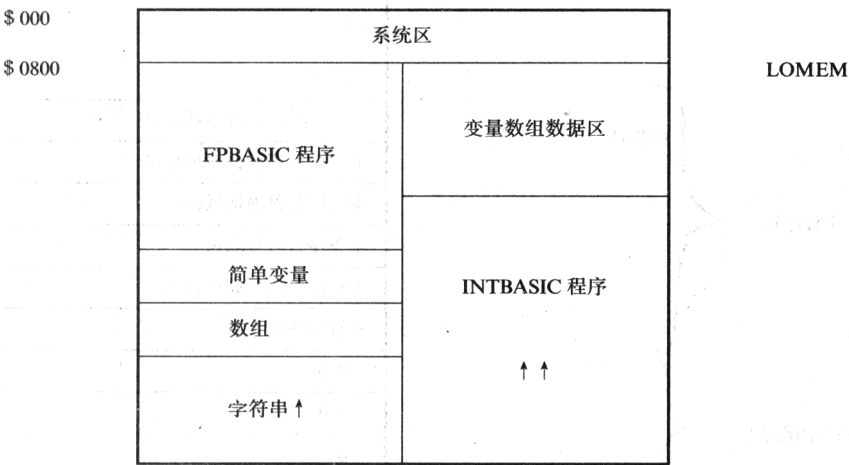 $ 000
系统区
$ 0800
LOMEM
FPBASIC 程序
变量数组数据区
简单变量
INTBASIC 程序
数组
↑ ↑
字符串↑